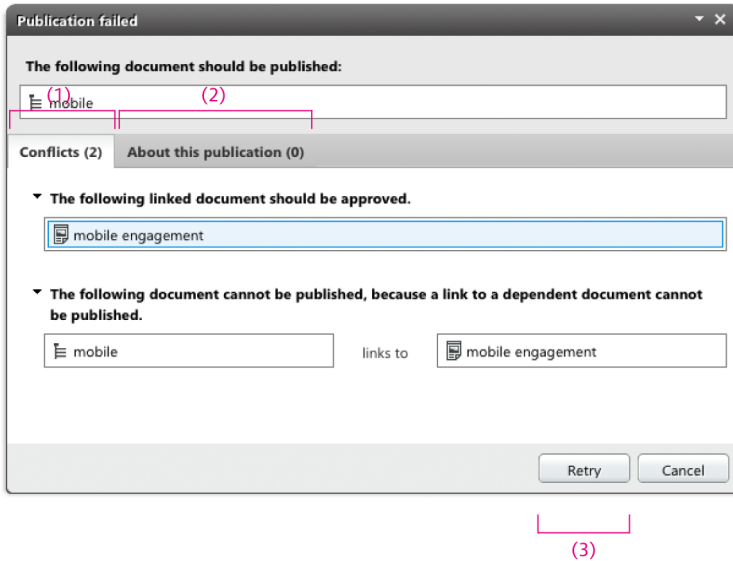 Publication failed
The following document should be published:
(1) (2)
mobile
Conflicts (2) About this publication (0)
The following linked document should be approved.
mobile engagement
The following document cannot be published, because a link to a dependent document cannot
be published.
mobile links to mobile engagement
Retry Cancel
(3)